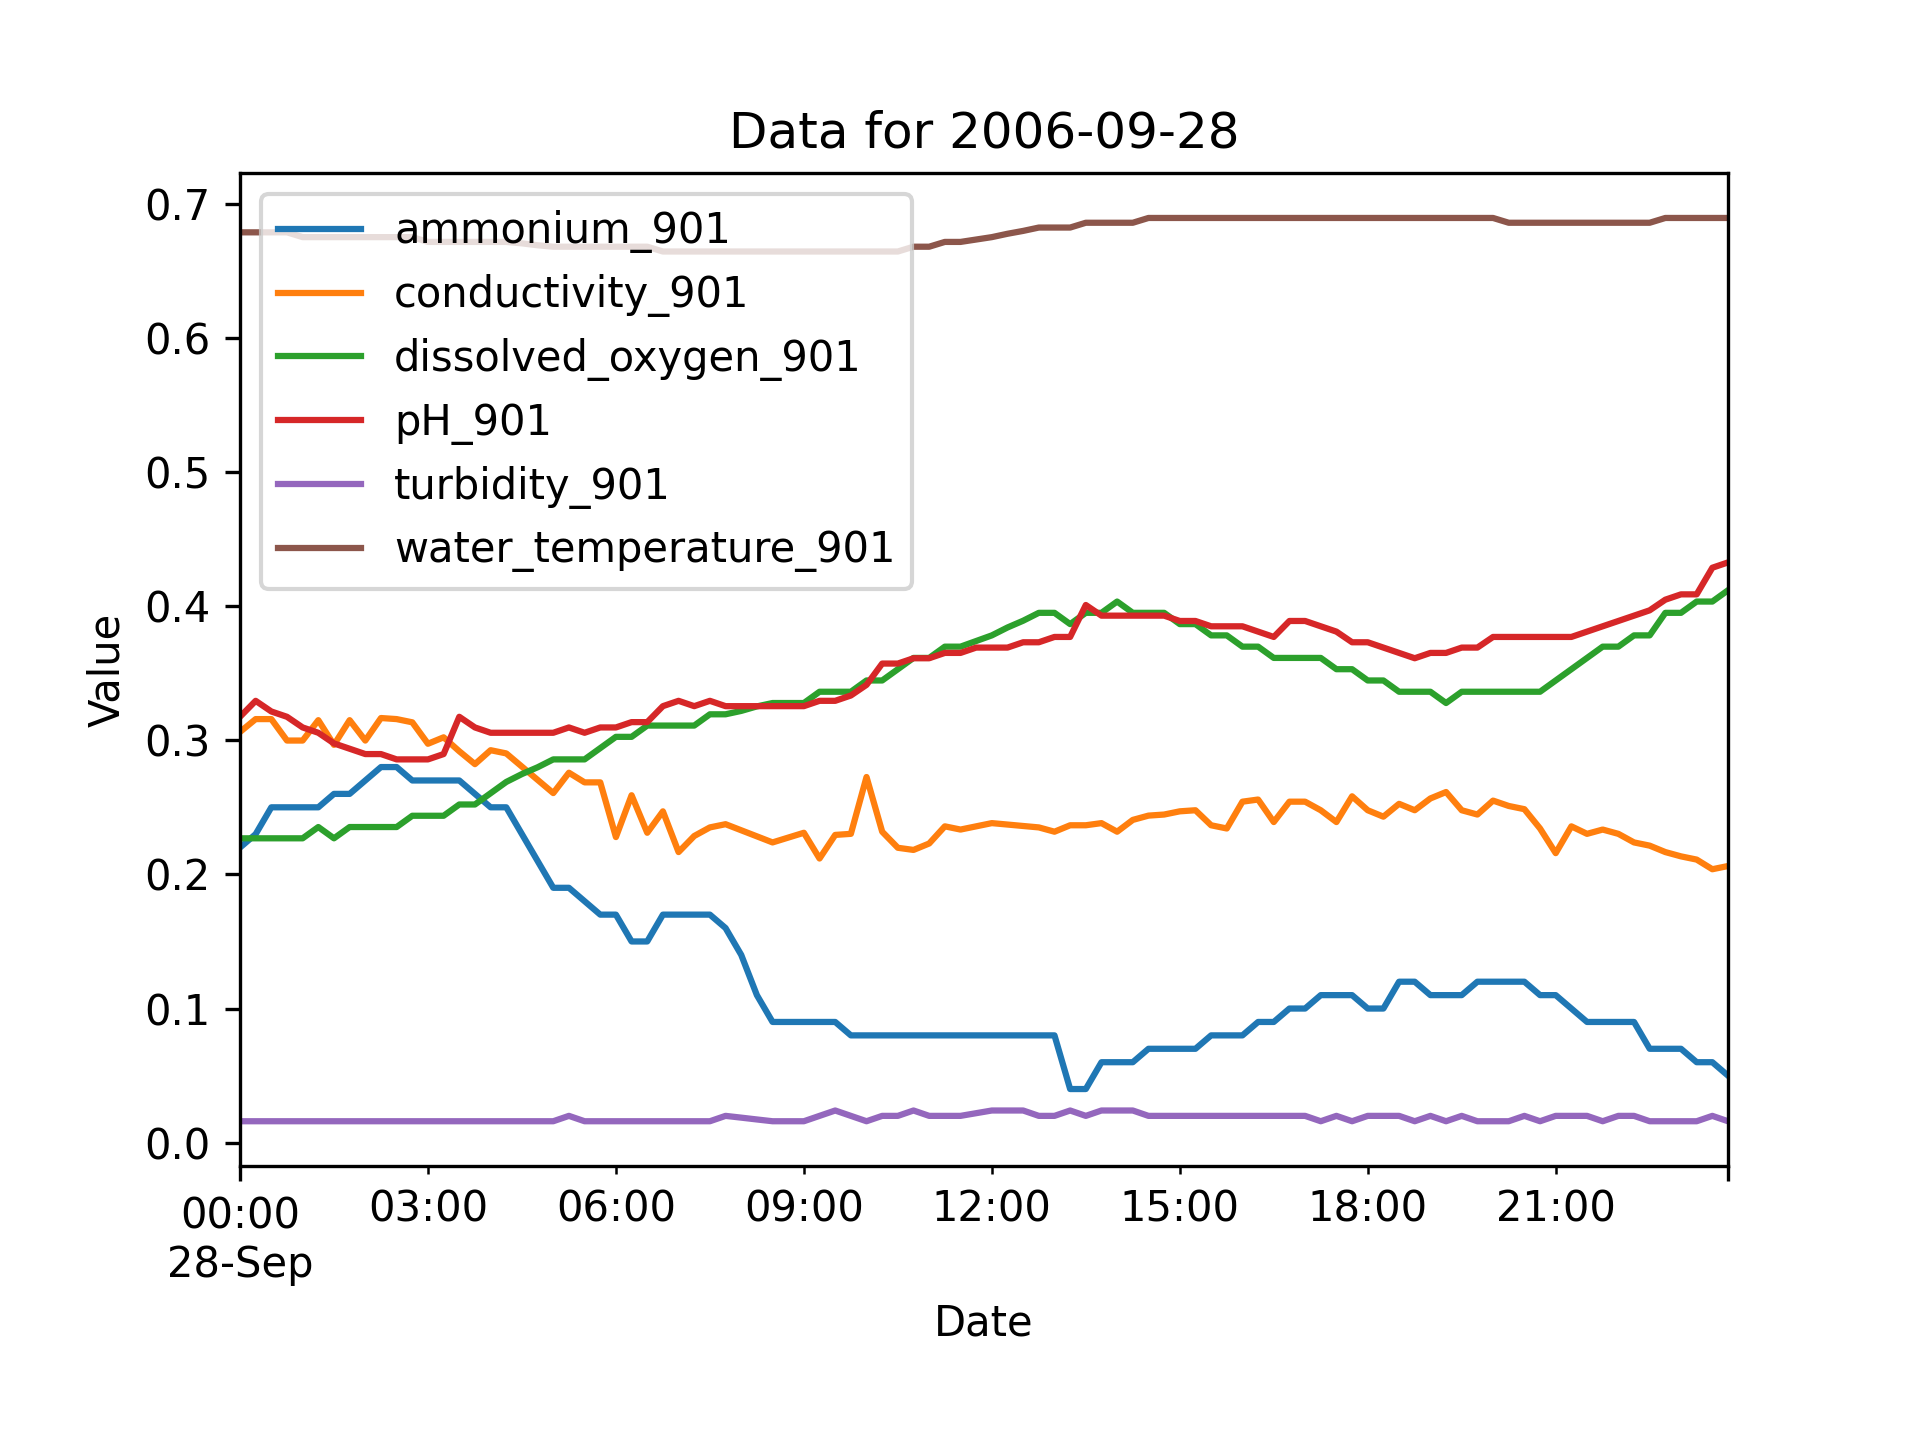 Data for 2006-09-28
0.7
0.6
0.5
0.4
0.3
0.2
0.1
0.0
Value
ammonium_901
conductivity_901
dissolved_oxygen_901
pH_901
turbidity_901
water_temperature_901
00:00 03:00 06:00 09:00 12:00 15:00 18:00 21:00
28-Sep
Date